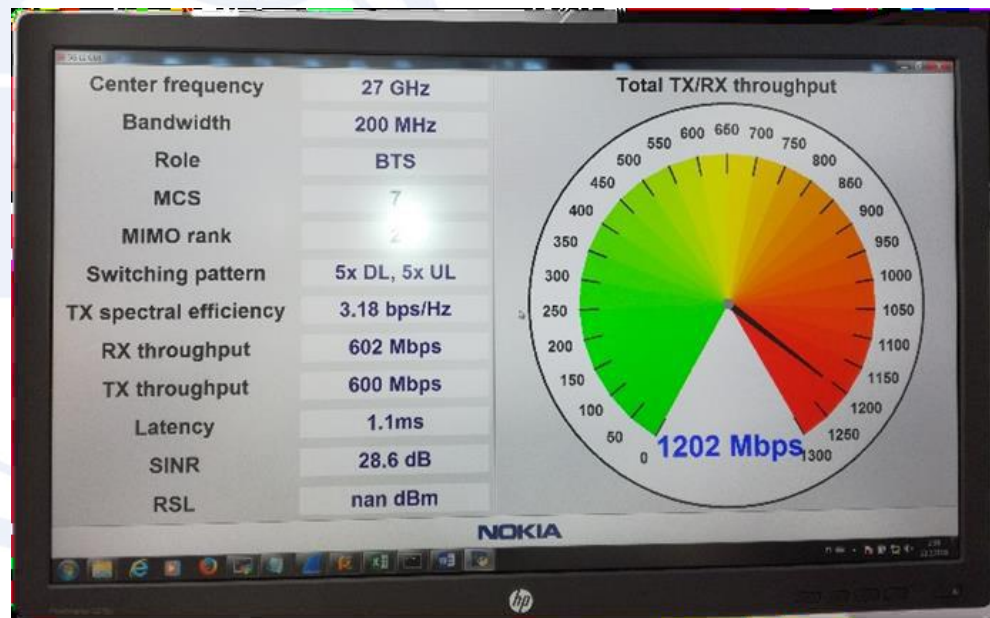 Center frequency 27 GHz
Bandwidth 200 MHz
Role BTS
MCS 7
MIMO rank 2
Switching pattern 5x DL, 5x UL
TX spectral efficiency 3.18 bps/Hz
RX throughput 602 Mbps
TX throughput 600 Mbps
Latency 1.1ms
SINR 28.6 dB
RSL nan dBm
Total TX/RX throughput
0
50
100
150
200
250
300
350
400
450
500
550
600
650
700
750
800
850
900
950
1000
1050
1100
1150
1200
1250
1300
1202 Mbps
NOKIA
hp